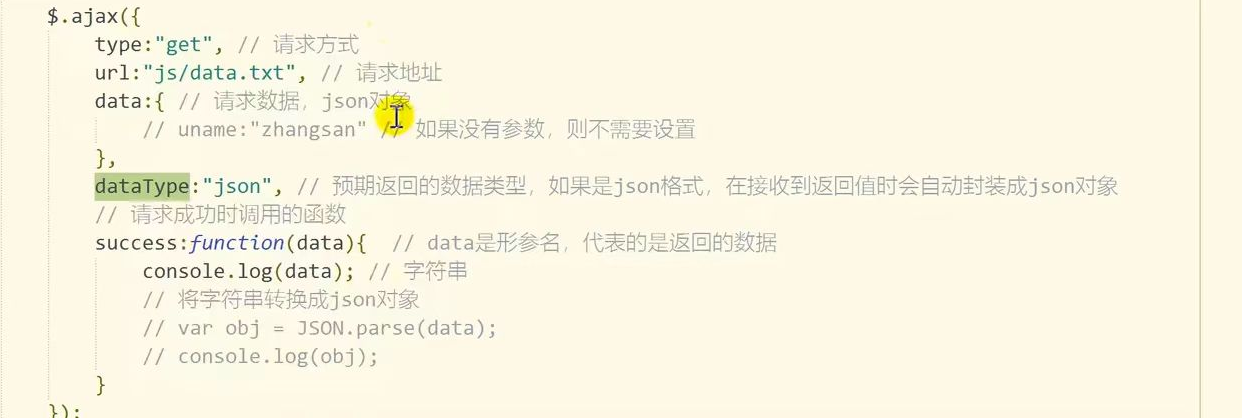 $.ajax({
type:"get", // 请求方式
url:"js/data.txt", // 请求地址
data:{ // 请求数据，json对象
// uname:"zhangsan" // 如果没有参数，则不需要设置
},
dataType:"json", // 预期返回的数据类型，如果是json格式，在接收到返回值时会自动封装成json对象
// 请求成功时调用的函数
success:function(data){ // data是形参名，代表的是返回的数据
console.log(data); // 字符串
// 将字符串转换成json对象
// var obj = JSON.parse(data);
// console.log(obj);
}
});